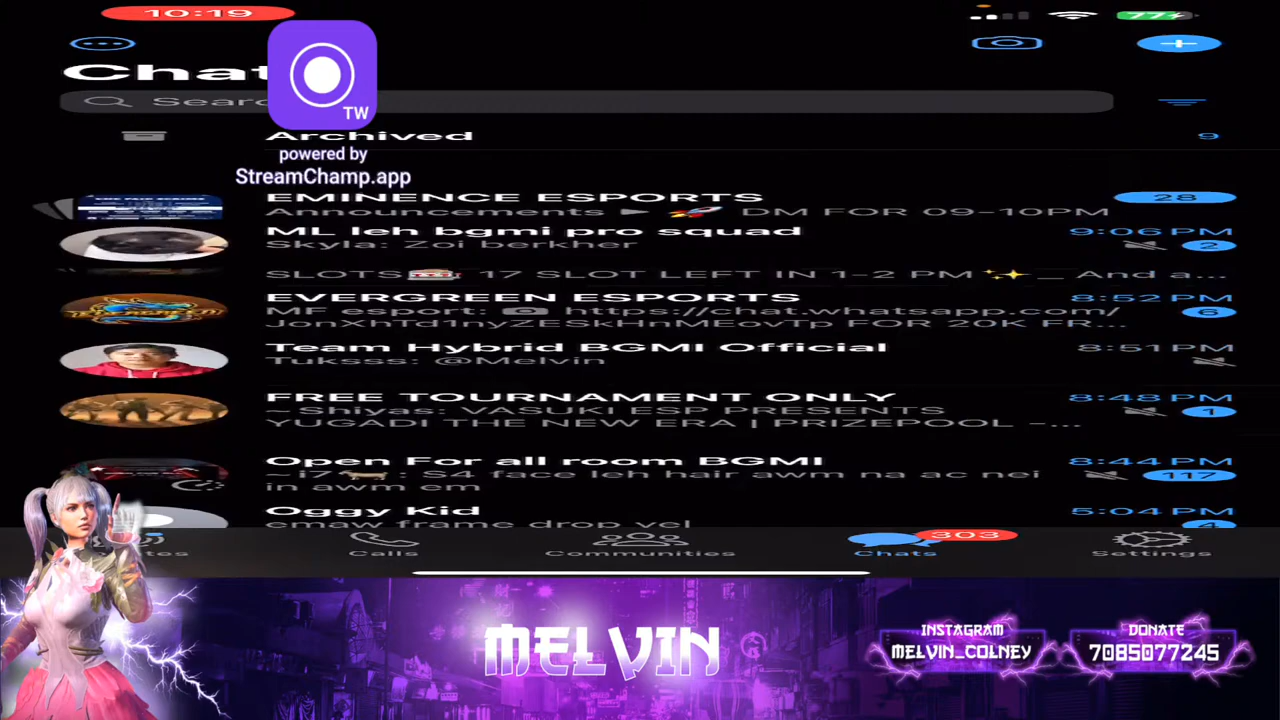 10:19
77
Chat
Sear
TW
powered by
StreamChamp.app
Archived
9
EMINENCE ESPORTS
28
Announcements ▶ 🚀 DM FOR 09-10PM
ML leh bgmi pro squad
9:06 PM
Skyla: Zoi berkher
2
SLOTS🎰 17 SLOT LEFT IN 1-2 PM ✨__ And a...
EVERGREEN ESPORTS
8:52 PM
MF esport: 📷 https://chat.whatsapp.com/
JonXhTd1nyZESkHnMEovTp FOR 20K FR...
6
Team Hybrid BGMI Official
8:51 PM
Tuksss: @Melvin
FREE TOURNAMENT ONLY
8:48 PM
~ Shiyas: VASUKI ESP PRESENTS
YUGADI THE NEW ERA | PRIZEPOOL -...
1
Open For all room BGMI
8:44 PM
~ i7🐆 : S4 face leh hair awm na ac nei
in awm em
117
Oggy Kid
5:04 PM
emaw frame drop vel
4
Calls
Communities
Chats
303
Settings
MELVIN
INSTAGRAM
MELVIN_COLNEY
DONATE
7085077245